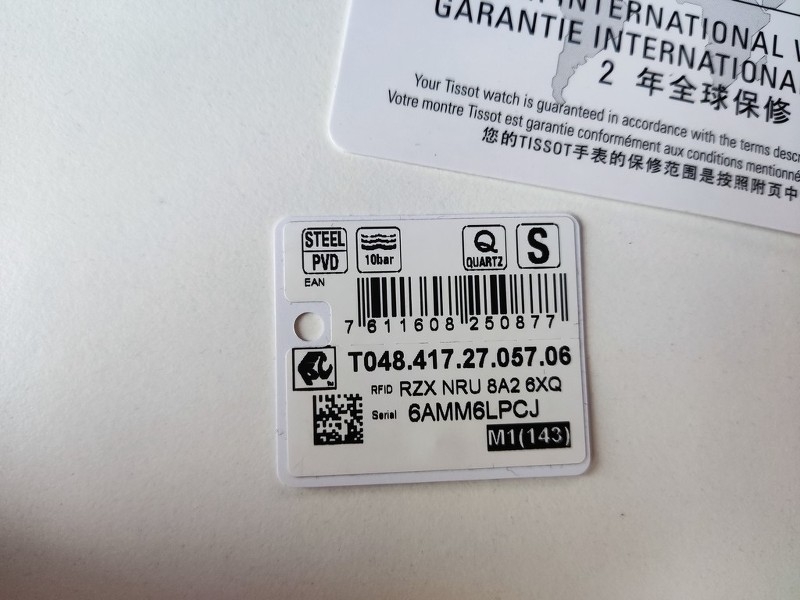 INTERNATIONAL
GARANTIE INTERNATIONA
2 年全球保修
Your Tissot watch is guaranteed in accordance with the terms descr
Votre montre Tissot est garantie conformément aux conditions mentionné
您的TISSOT手表的保修范围是按照附页中
STEEL
PVD
10bar
Q
QUARTZ
S
EAN
7 611608 250877
T048.417.27.057.06
RFID RZX NRU 8A2 6XQ
Serial 6AMM6LPCJ
M1(143)